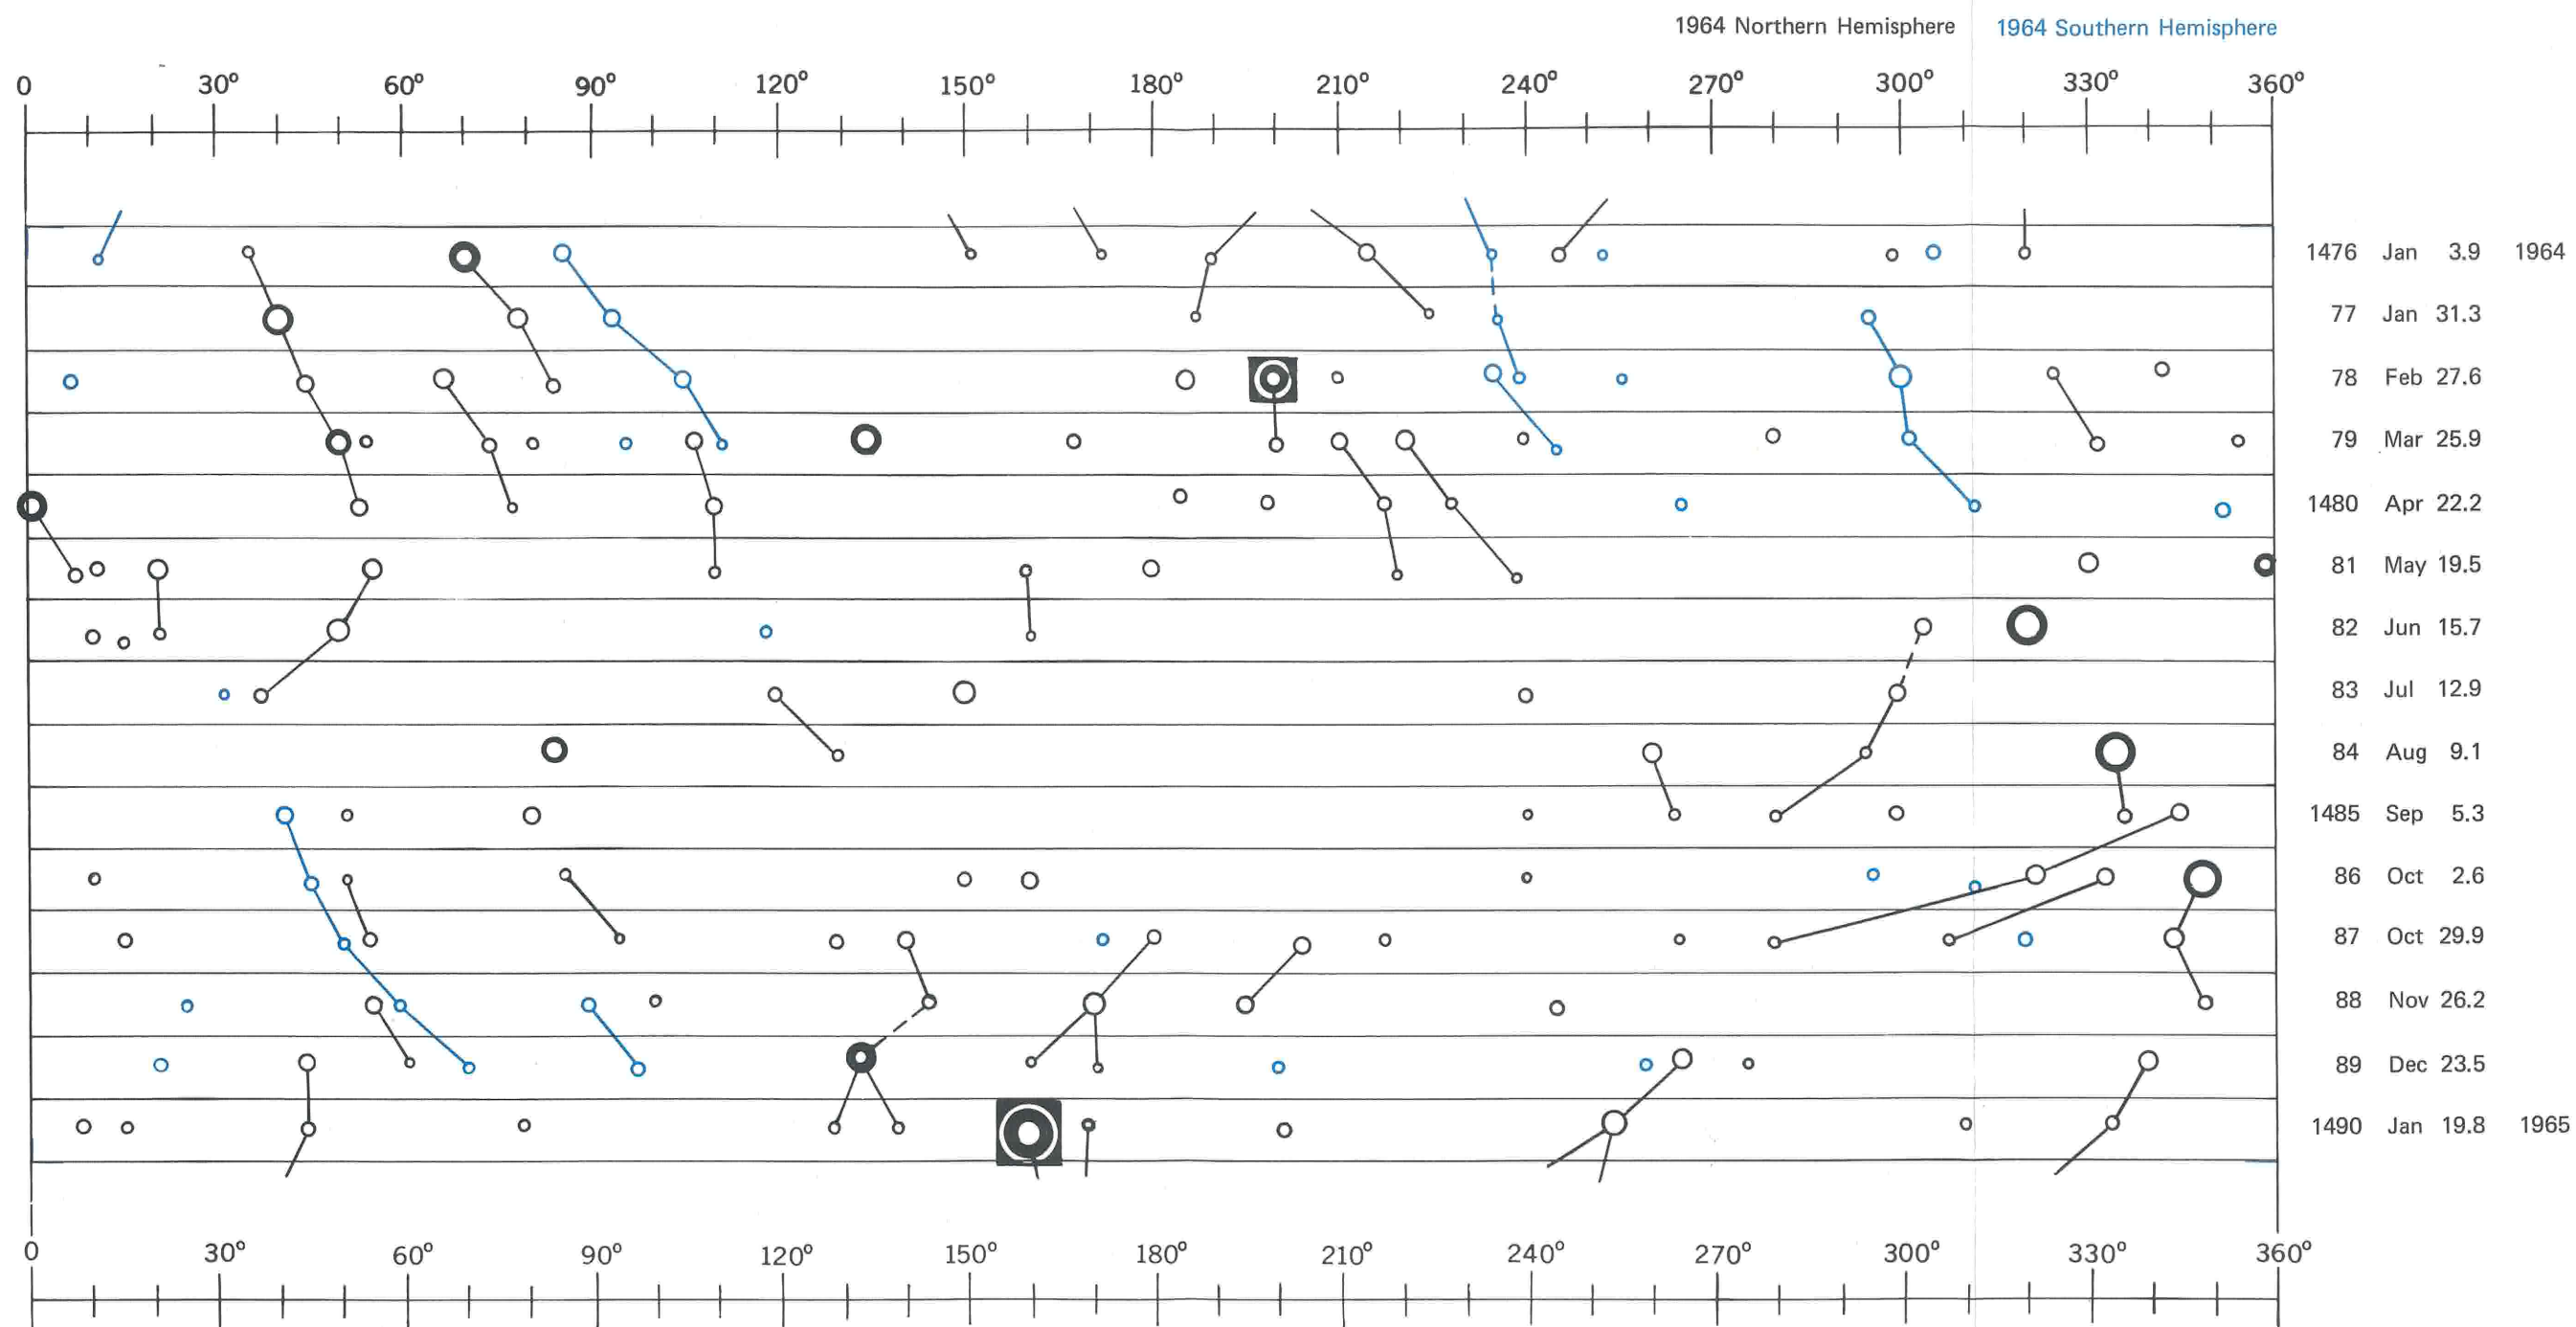 1964 Northern Hemisphere 1964 Southern Hemisphere
0 30° 60° 90° 120° 150° 180° 210° 240° 270° 300° 330° 360°
1476 Jan 3.9 1964
77 Jan 31.3
78 Feb 27.6
79 Mar 25.9
1480 Apr 22.2
81 May 19.5
82 Jun 15.7
83 Jul 12.9
84 Aug 9.1
1485 Sep 5.3
86 Oct 2.6
87 Oct 29.9
88 Nov 26.2
89 Dec 23.5
1490 Jan 19.8 1965
0 30° 60° 90° 120° 150° 180° 210° 240° 270° 300° 330° 360°